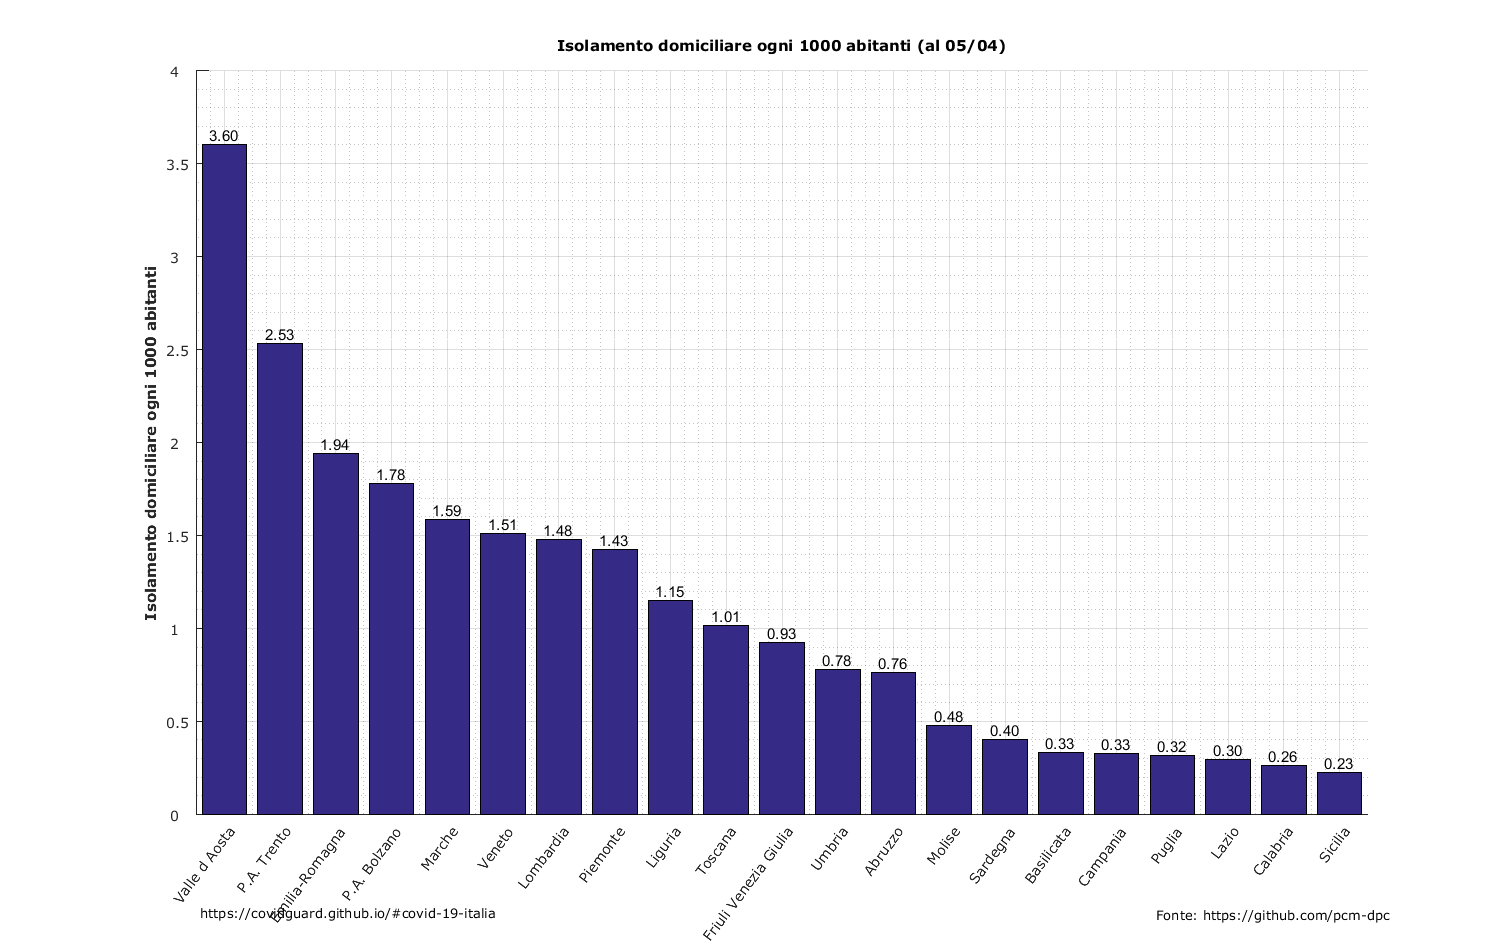 Isolamento domiciliare ogni 1000 abitanti (al 05/04)
Isolamento domiciliare ogni 1000 abitanti
4
3.5
3
2.5
2
1.5
1
0.5
0
3.60
2.53
1.94
1.78
1.59
1.51
1.48
1.43
1.15
1.01
0.93
0.78
0.76
0.48
0.40
0.33
0.33
0.32
0.30
0.26
0.23
Valle d Aosta
P.A. Trento
Emilia-Romagna
P.A. Bolzano
Marche
Veneto
Lombardia
Piemonte
Liguria
Toscana
Friuli Venezia Giulia
Umbria
Abruzzo
Molise
Sardegna
Basilicata
Campania
Puglia
Lazio
Calabria
Sicilia
https://covidguard.github.io/#covid-19-italia
Fonte: https://github.com/pcm-dpc